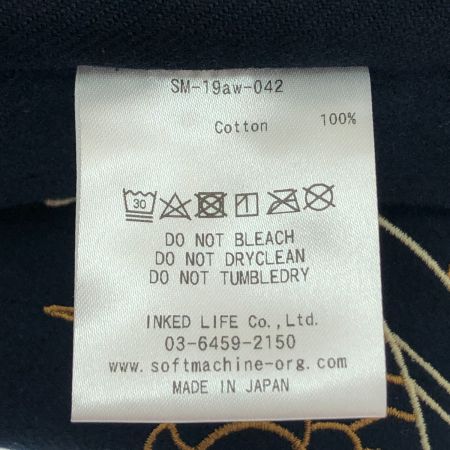 SM-19aw-042
Cotton 100%
30
DO NOT BLEACH
DO NOT DRYCLEAN
DO NOT TUMBLEDRY
INKED LIFE Co.,Ltd.
03-6459-2150
www.softmachine-org.com
MADE IN JAPAN